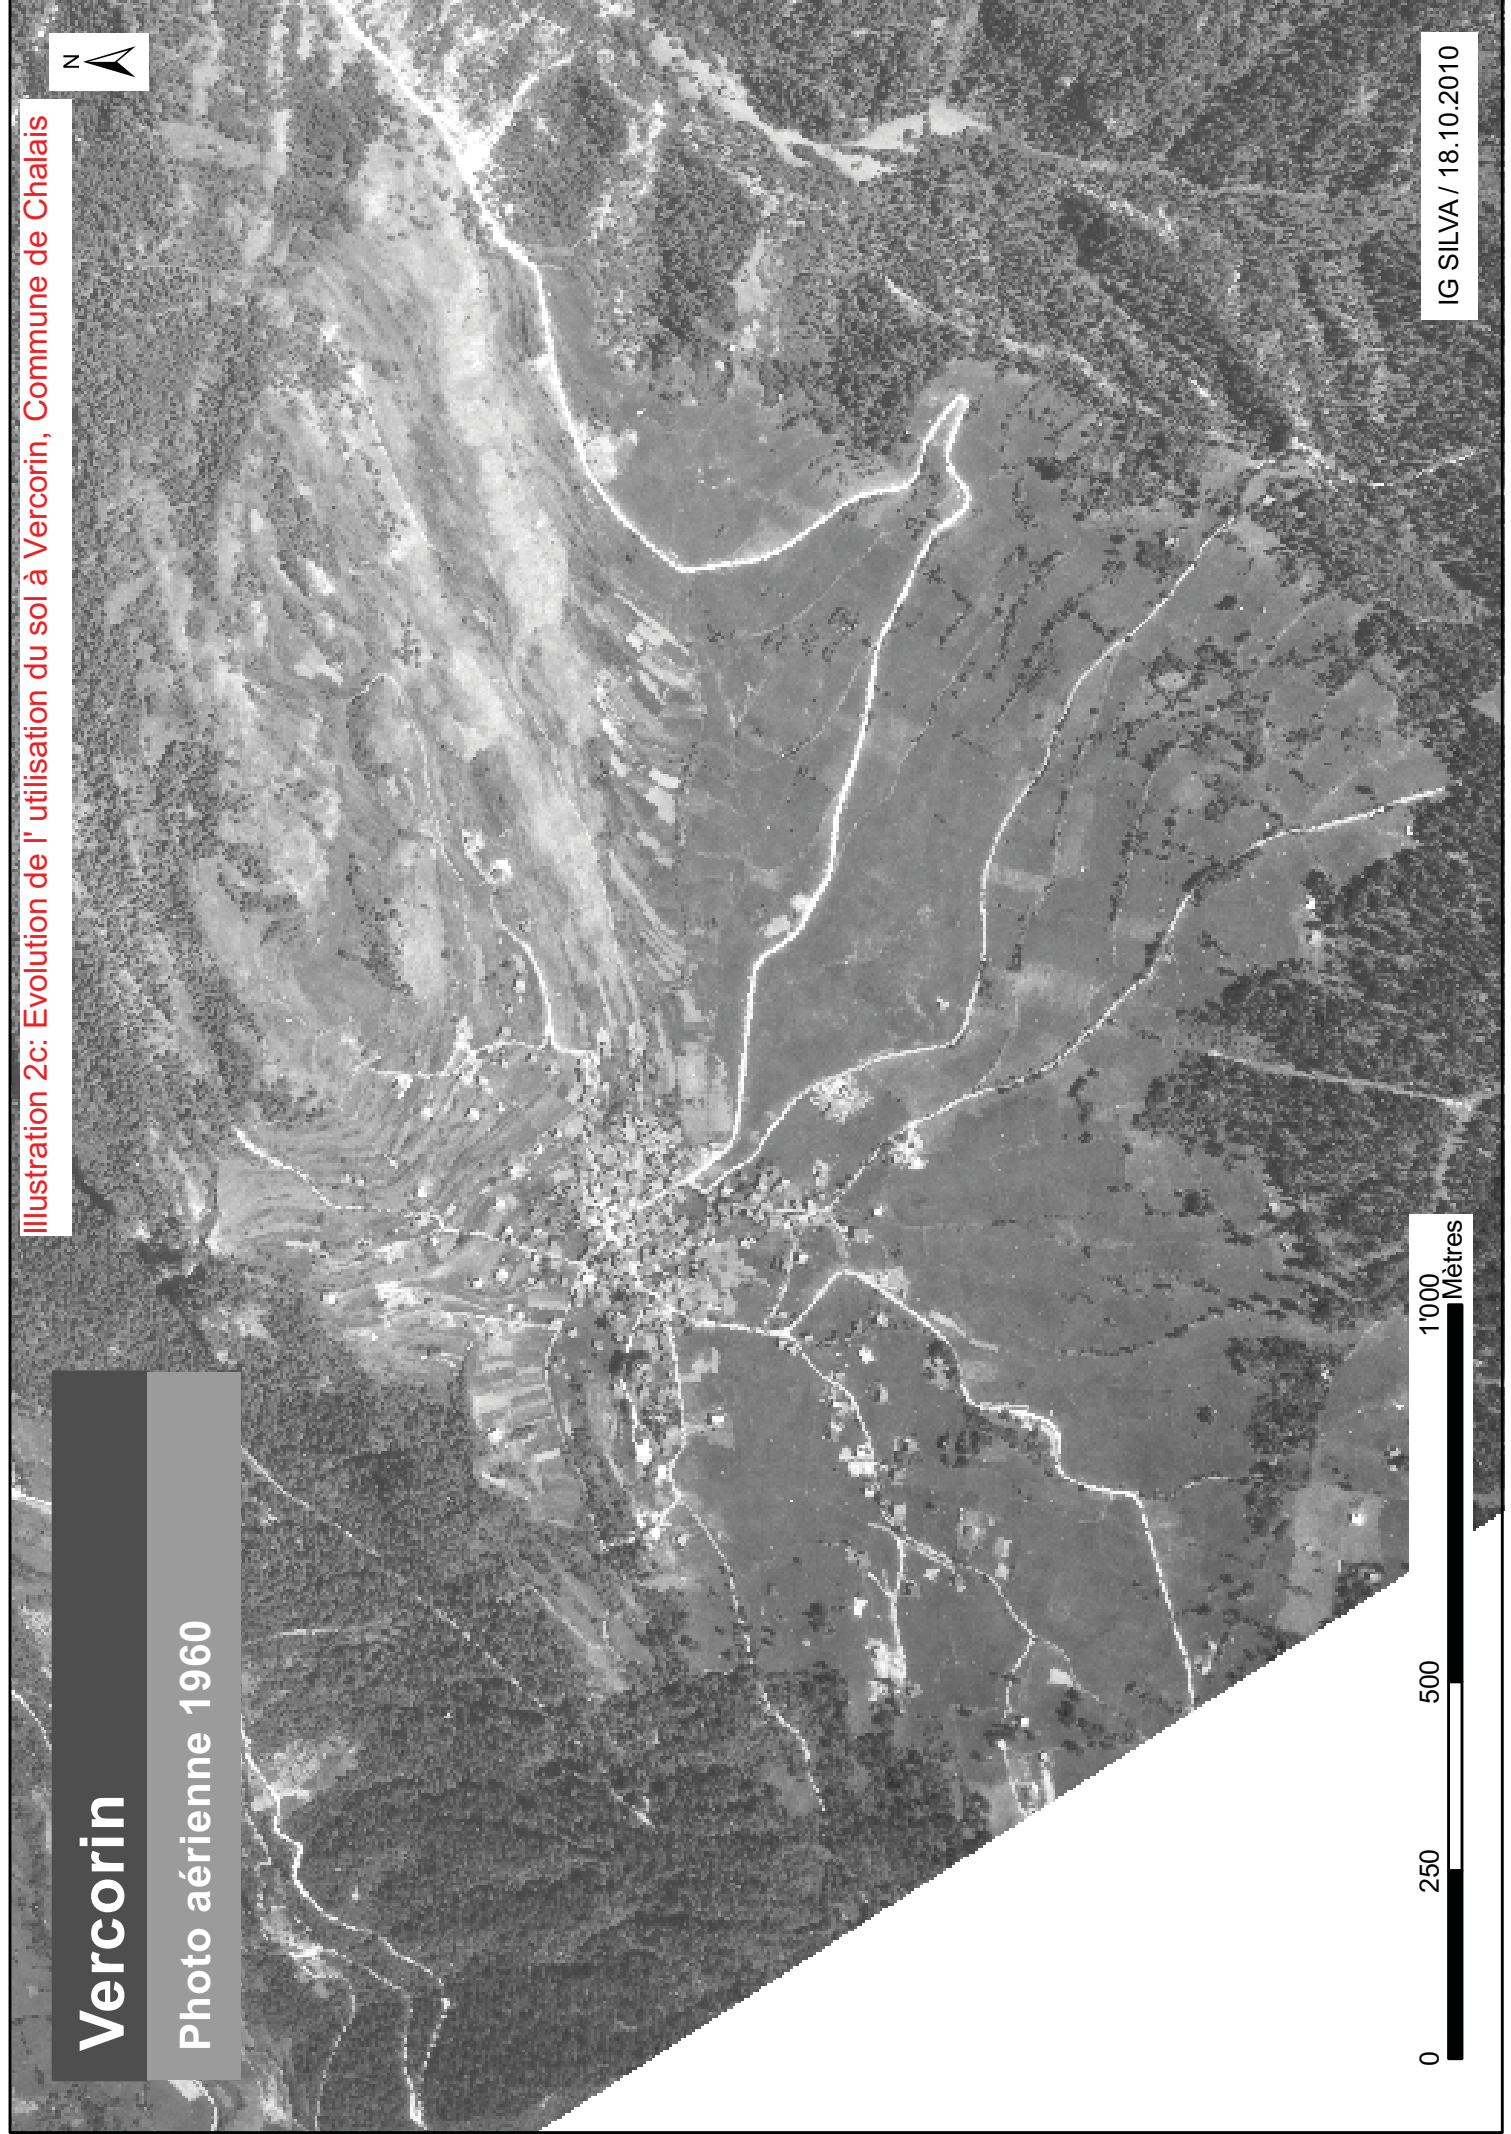 Illustration 2c: Evolution de l' utilisation du sol à Vercorin, Commune de Chalais
N
Vercorin
Photo aérienne 1960
0 250 500 1'000
Mètres
IG SILVA / 18.10.2010